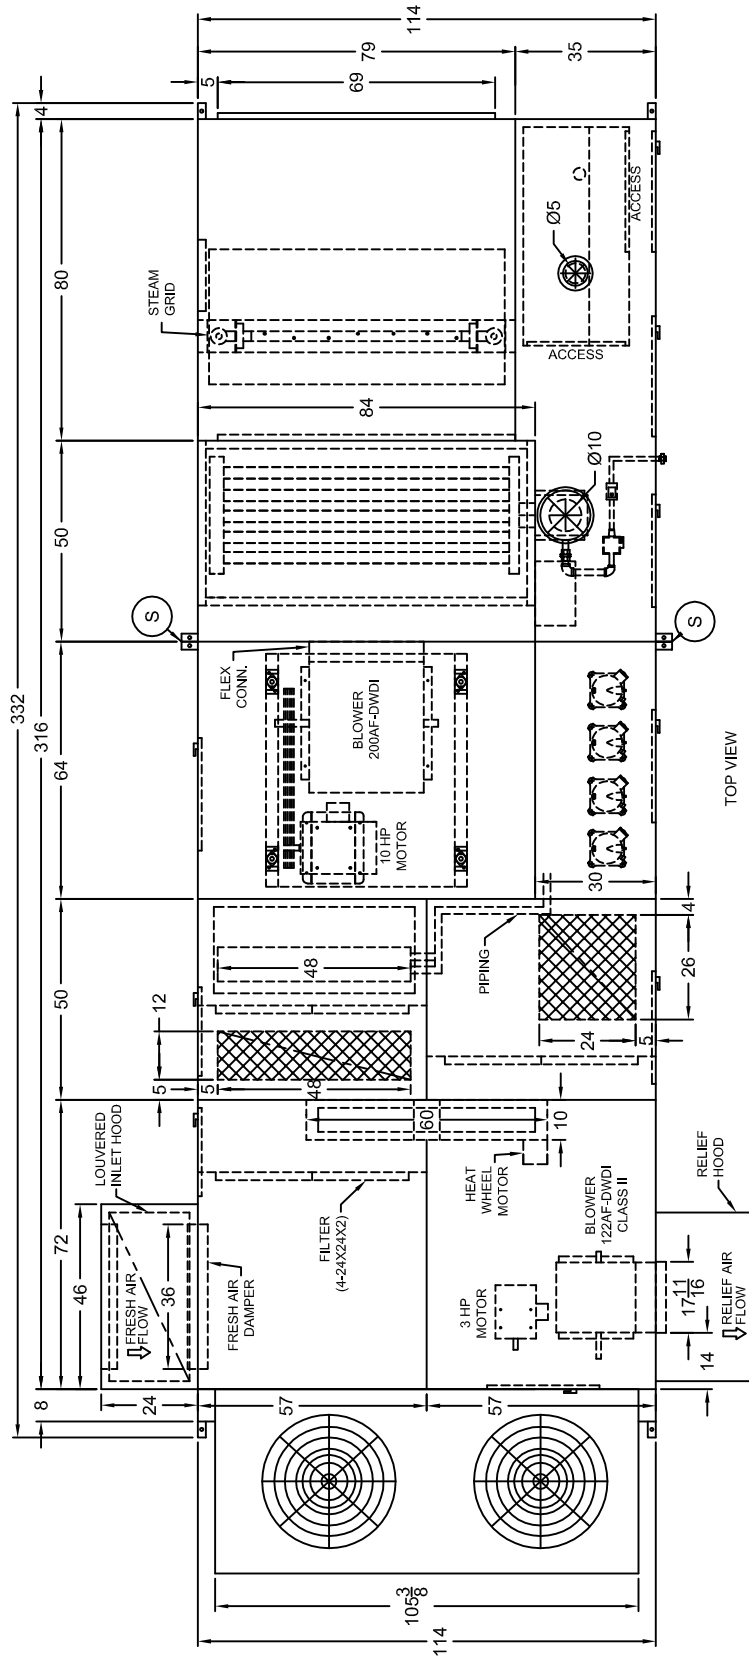 332
8
316
4
72
50
64
50
80
46
24
36
FRESH AIR
FLOW
LOUVERED
INLET HOOD
FRESH AIR
DAMPER
5
12
5
48
48
FILTER
(4-24X24X2)
60
10
HEAT
WHEEL
MOTOR
3 HP
MOTOR
BLOWER
122AF-DWDI
CLASS II
14
17 11/16
RELIEF AIR
FLOW
RELIEF
HOOD
57
57
105 3/8
114
PIPING
24
5
26
4
30
10 HP
MOTOR
BLOWER
200AF-DWDI
FLEX
CONN.
S
S
84
Ø10
STEAM
GRID
Ø5
ACCESS
ACCESS
5
69
79
35
114
TOP VIEW